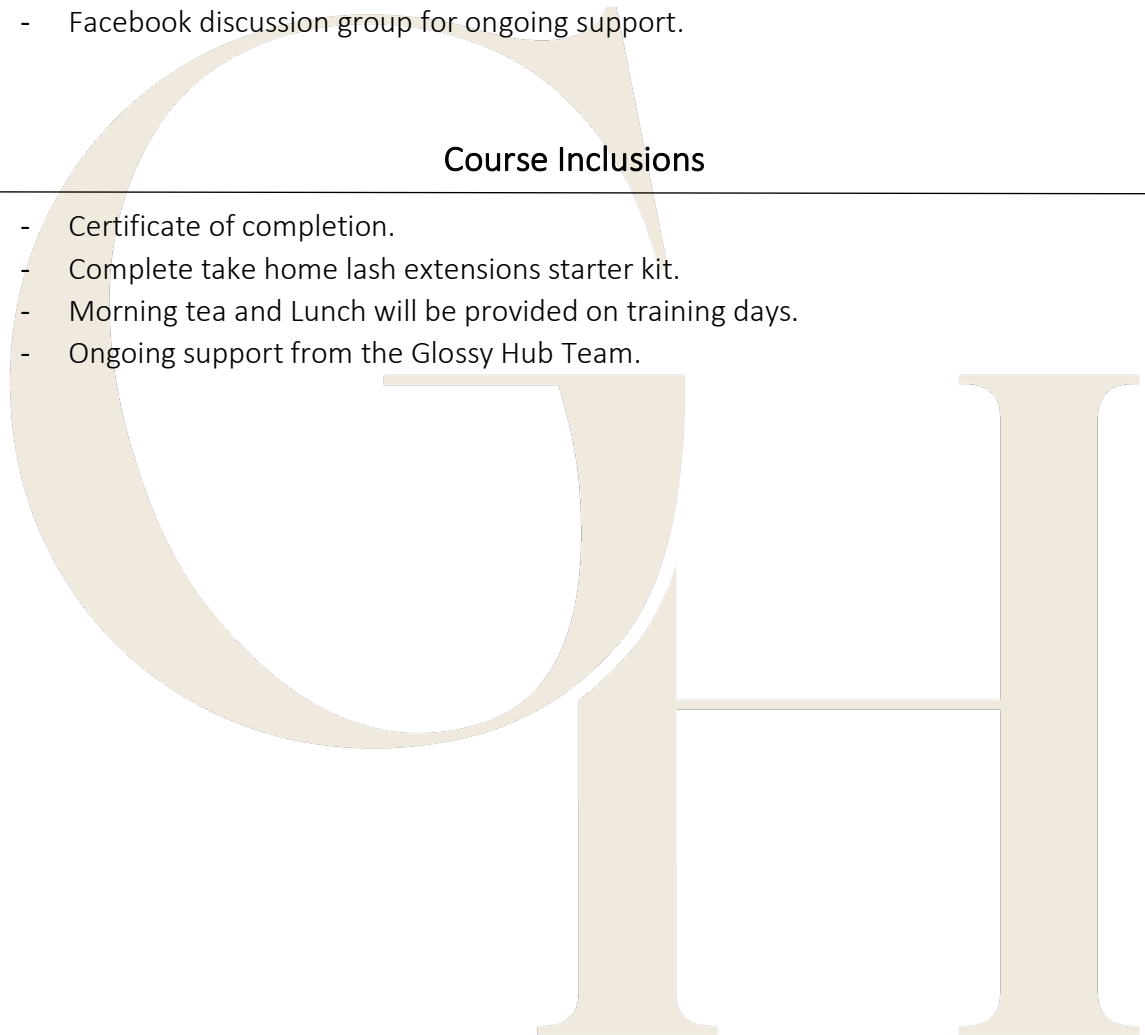 - Facebook discussion group for ongoing support.
Course Inclusions
- Certificate of completion.
- Complete take home lash extensions starter kit.
- Morning tea and Lunch will be provided on training days.
- Ongoing support from the Glossy Hub Team.
GH